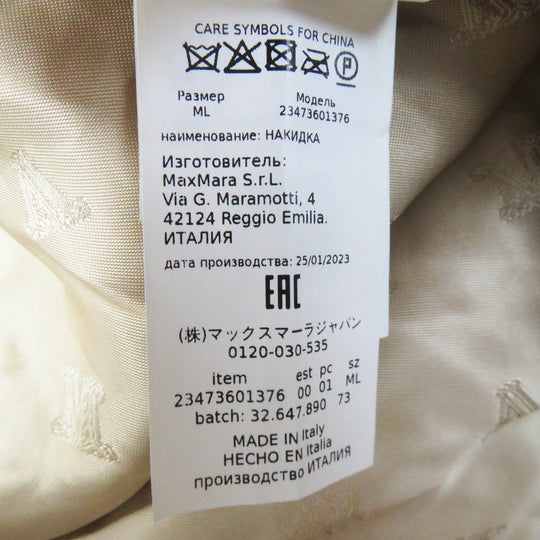 CARE SYMBOLS FOR CHINA
P
Размер Модель
ML 23473601376
наименование: НАКИДКА
Изготовитель:
MaxMara S.r.L.
Via G. Maramotti, 4
42124 Reggio Emilia.
ИТАЛИЯ
дата производства: 25/01/2023
EAC
(株)マックスマーラジャパン
0120-030-535
item est pc sz
23473601376 00 01 ML
batch: 32.647.890 73
MADE IN Italy
HECHO EN Italia
производство ИТАЛИЯ